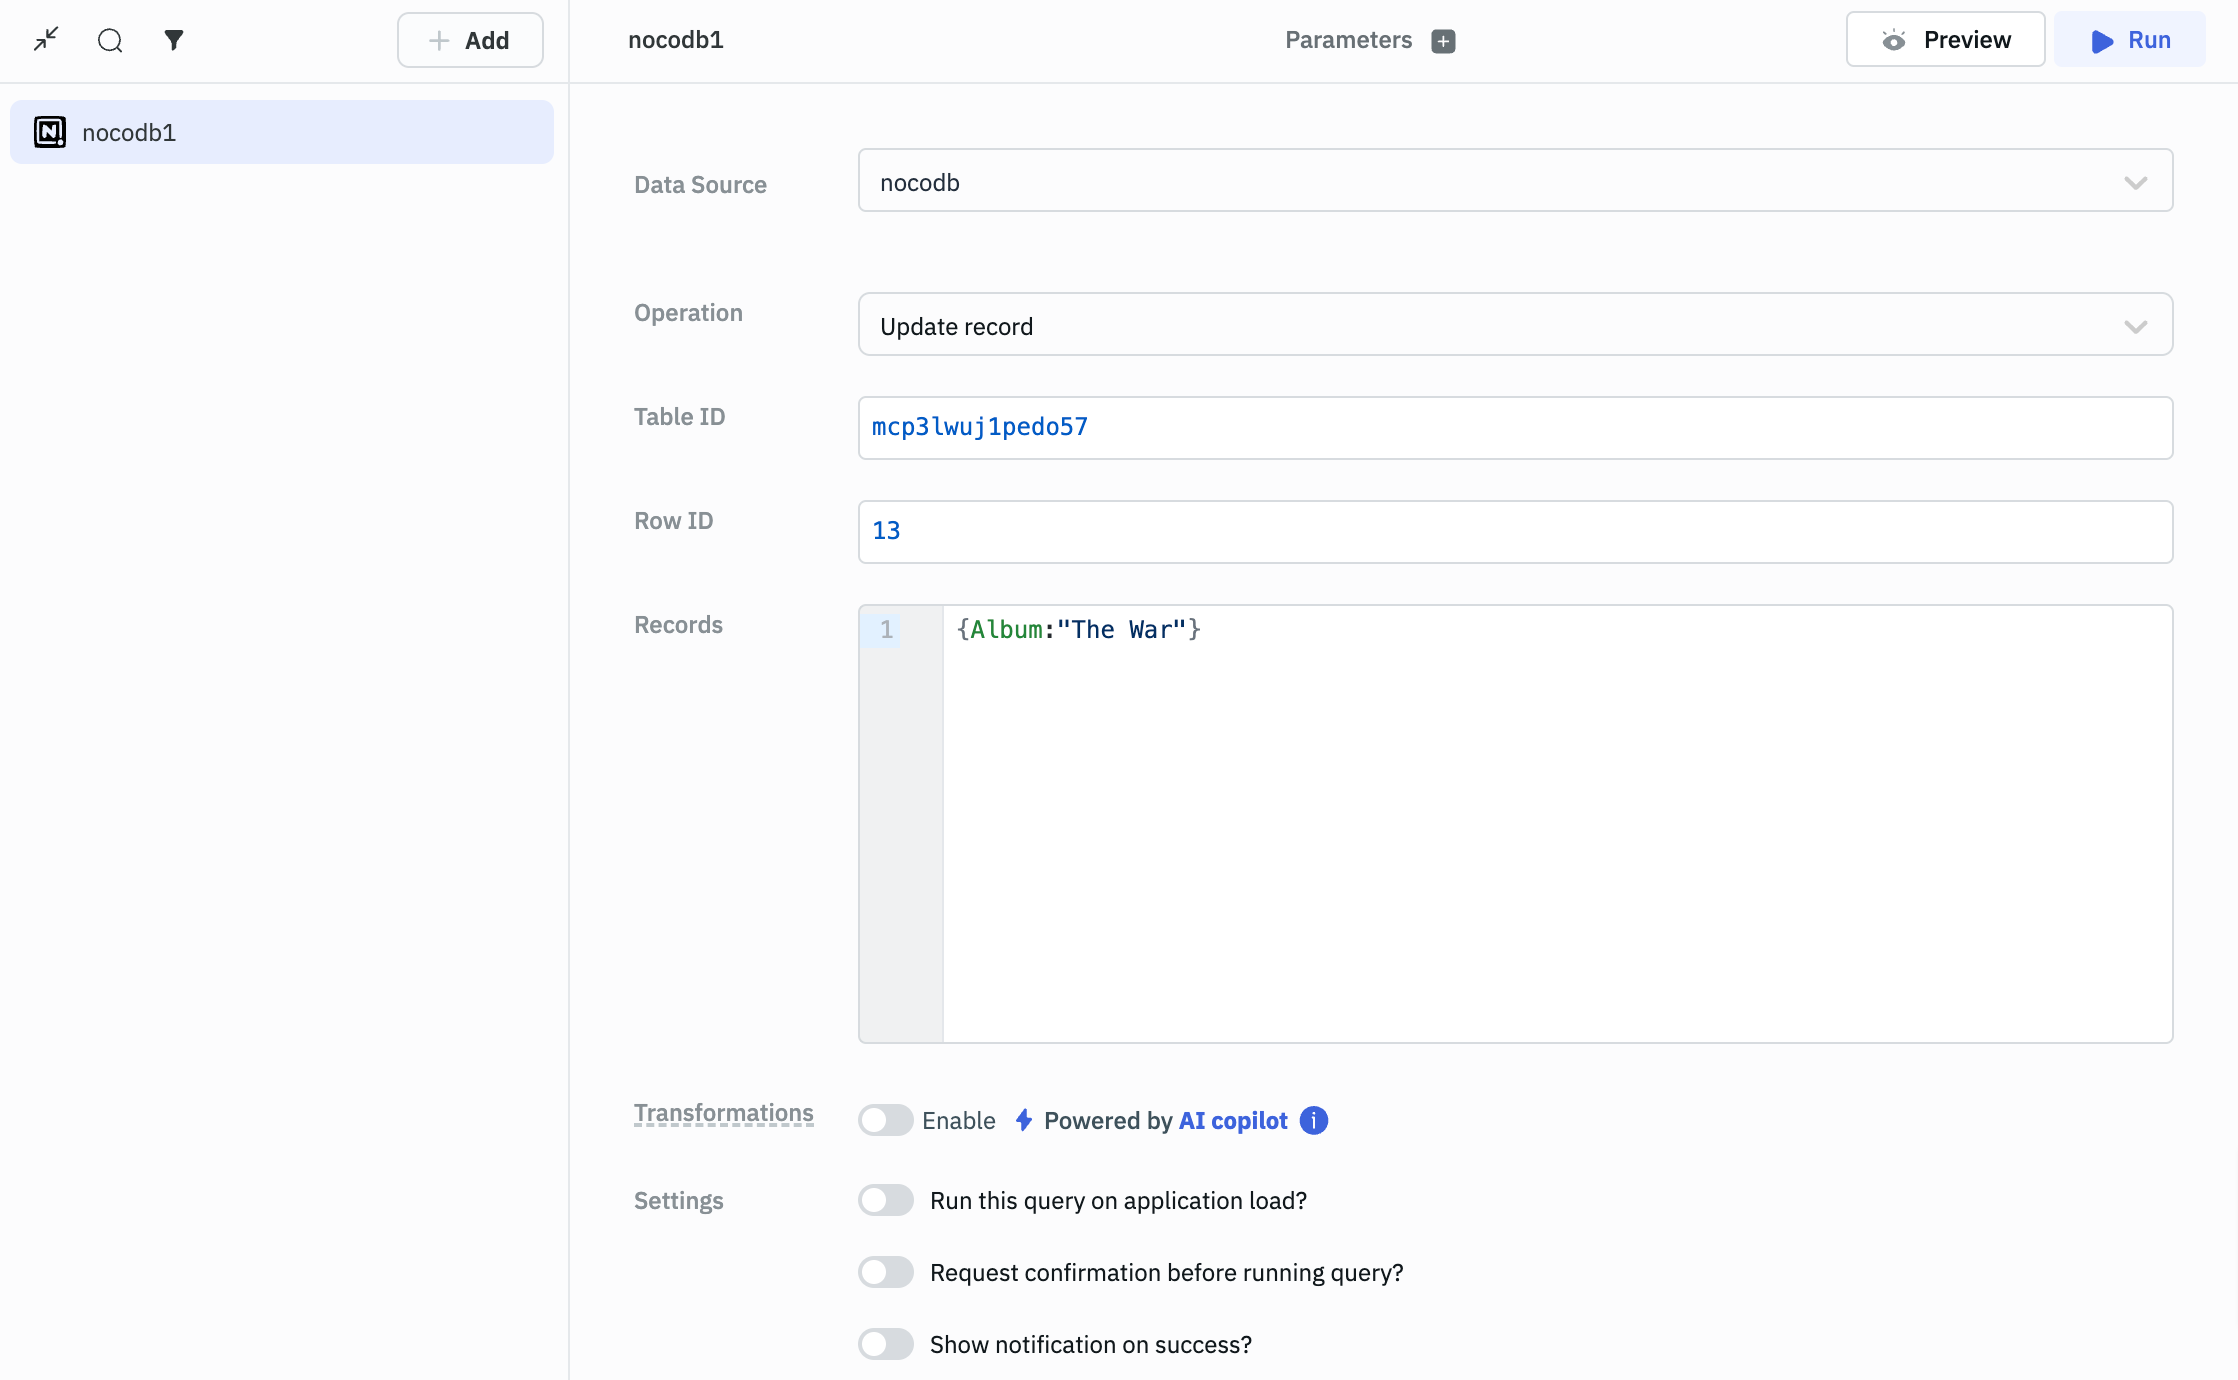 Add
nocodb1
Parameters
Preview
Run
nocodb1
Data Source
nocodb
Operation
Update record
Table ID
mcp3lwuj1pedo57
Row ID
13
Records
1
{Album:"The War"}
Transformations
Enable
Powered by AI copilot
Settings
Run this query on application load?
Request confirmation before running query?
Show notification on success?